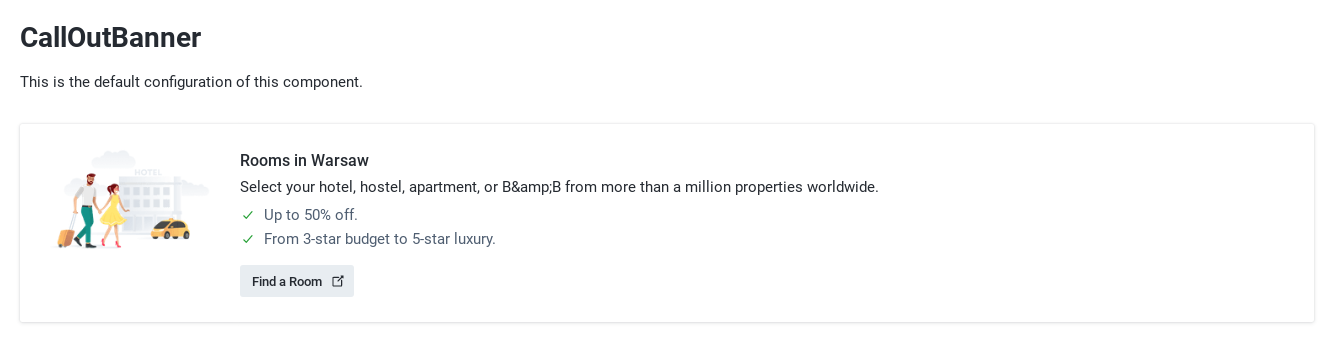 CallOutBanner
This is the default configuration of this component.
HOTEL
Rooms in Warsaw
Select your hotel, hostel, apartment, or B&amp;B from more than a million properties worldwide.
Up to 50% off.
From 3-star budget to 5-star luxury.
Find a Room